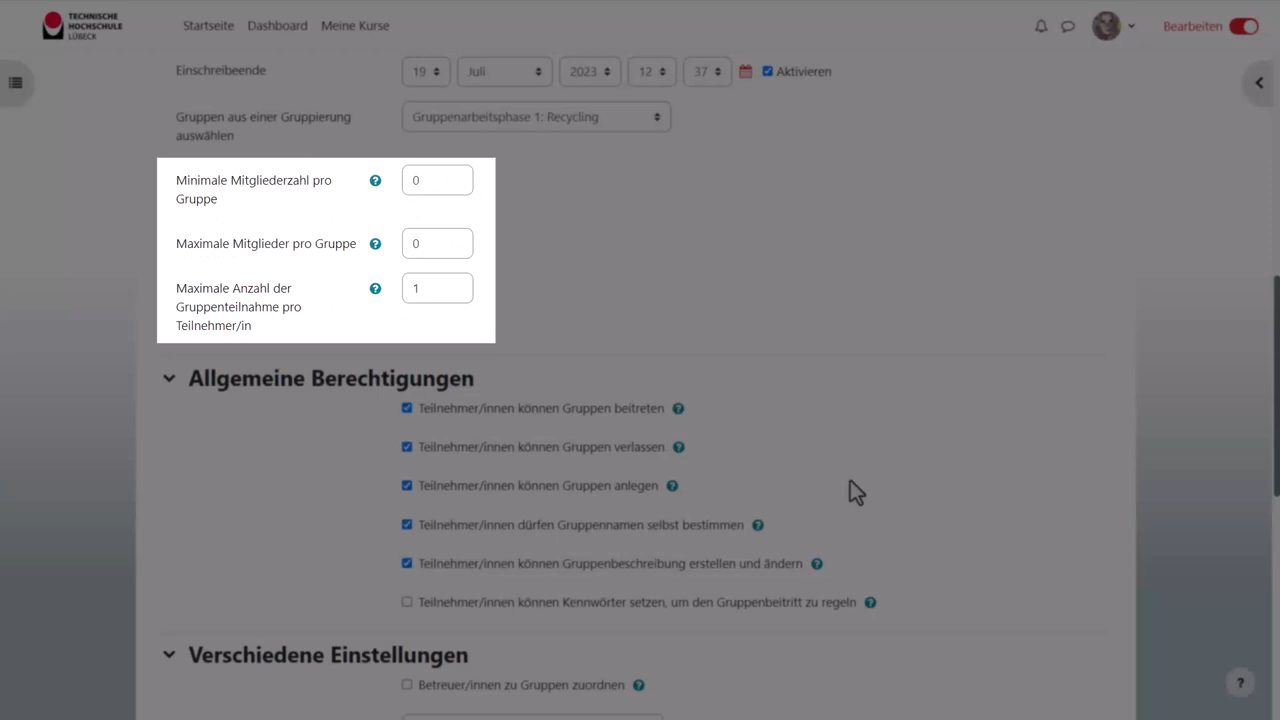 TECHNISCHE
HOCHSCHULE
LÜBECK
Startseite Dashboard Meine Kurse
Bearbeiten
Einschreibeende 19 Juli 2023 12 37 Aktivieren
Gruppen aus einer Gruppierung
auswählen
Gruppenarbeitsphase 1: Recycling
Minimale Mitgliederzahl pro
Gruppe
? 0
Maximale Mitglieder pro Gruppe ? 0
Maximale Anzahl der
Gruppenteilnahme pro
Teilnehmer/in
? 1
Allgemeine Berechtigungen
Teilnehmer/innen können Gruppen beitreten ?
Teilnehmer/innen können Gruppen verlassen ?
Teilnehmer/innen können Gruppen anlegen ?
Teilnehmer/innen dürfen Gruppennamen selbst bestimmen ?
Teilnehmer/innen können Gruppenbeschreibung erstellen und ändern ?
Teilnehmer/innen können Kennwörter setzen, um den Gruppenbeitritt zu regeln ?
Verschiedene Einstellungen
Betreuer/innen zu Gruppen zuordnen ?
?